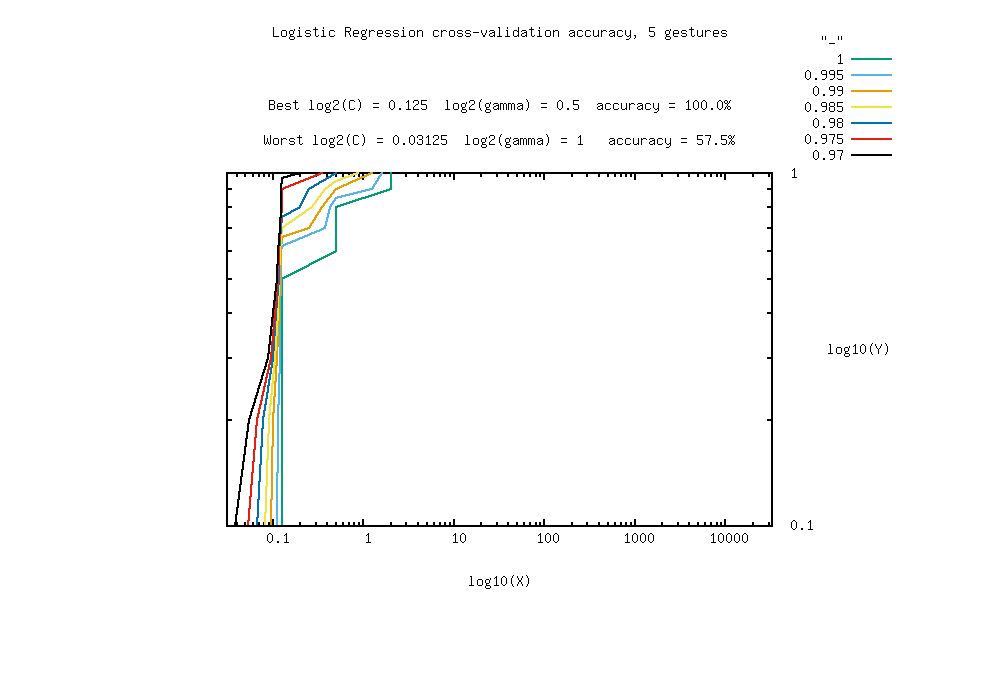 Logistic Regression cross-validation accuracy, 5 gestures
"_"
1
0.995
0.99
0.985
0.98
0.975
0.97
Best log2(C) = 0.125  log2(gamma) = 0.5  accuracy = 100.0%
Worst log2(C) = 0.03125  log2(gamma) = 1   accuracy = 57.5%
1
log10(Y)
0.1
0.1 1 10 100 1000 10000
log10(X)